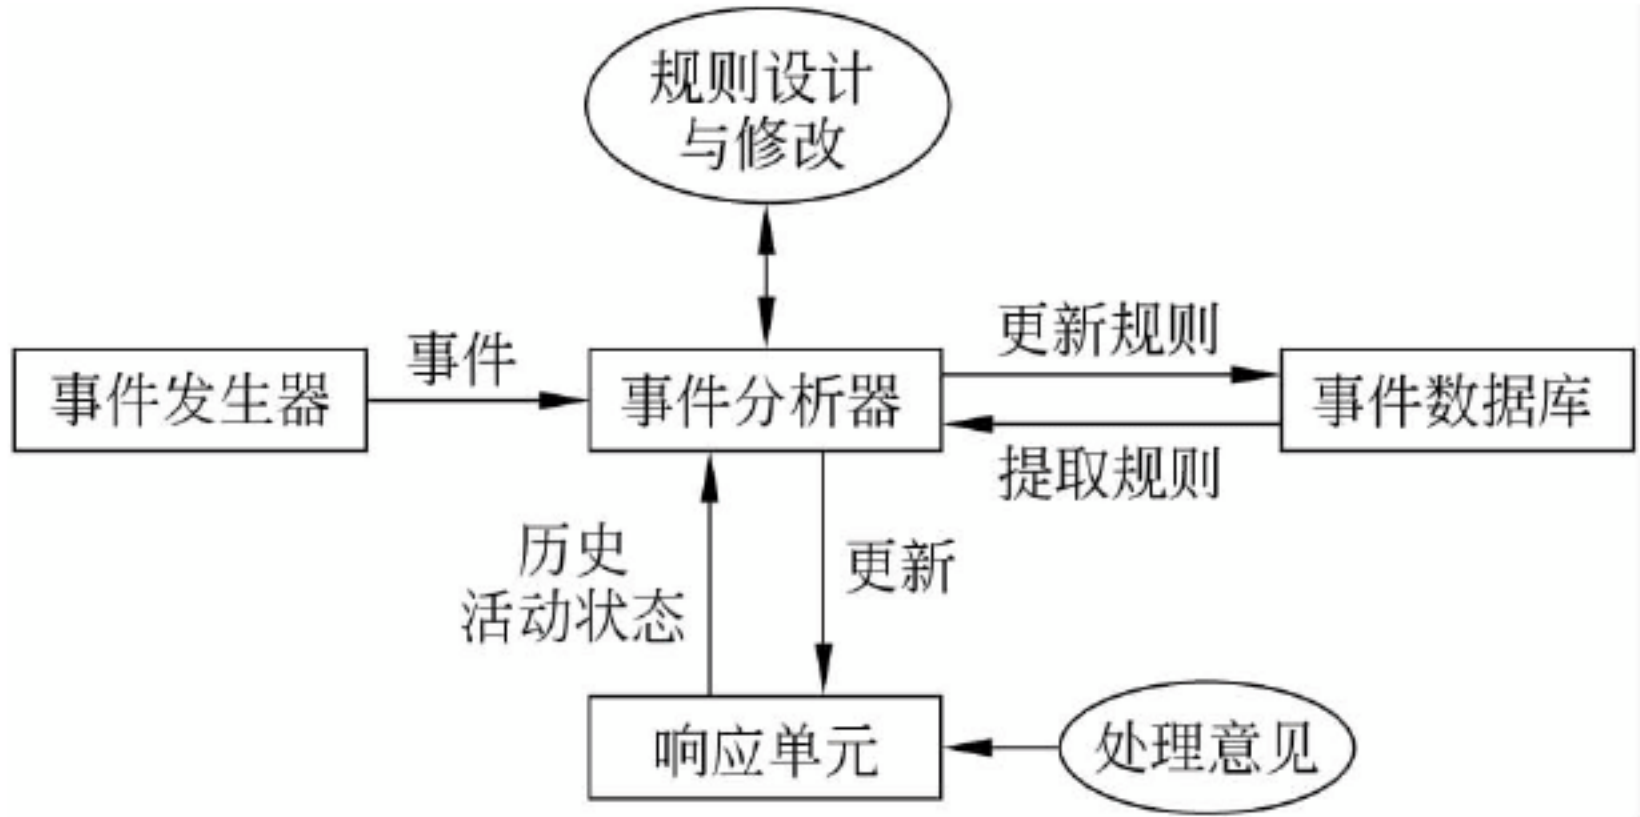 规则设计
与修改
更新规则
事件
事件发生器
事件分析器
事件数据库
提取规则
历史
活动状态
更新
响应单元
处理意见